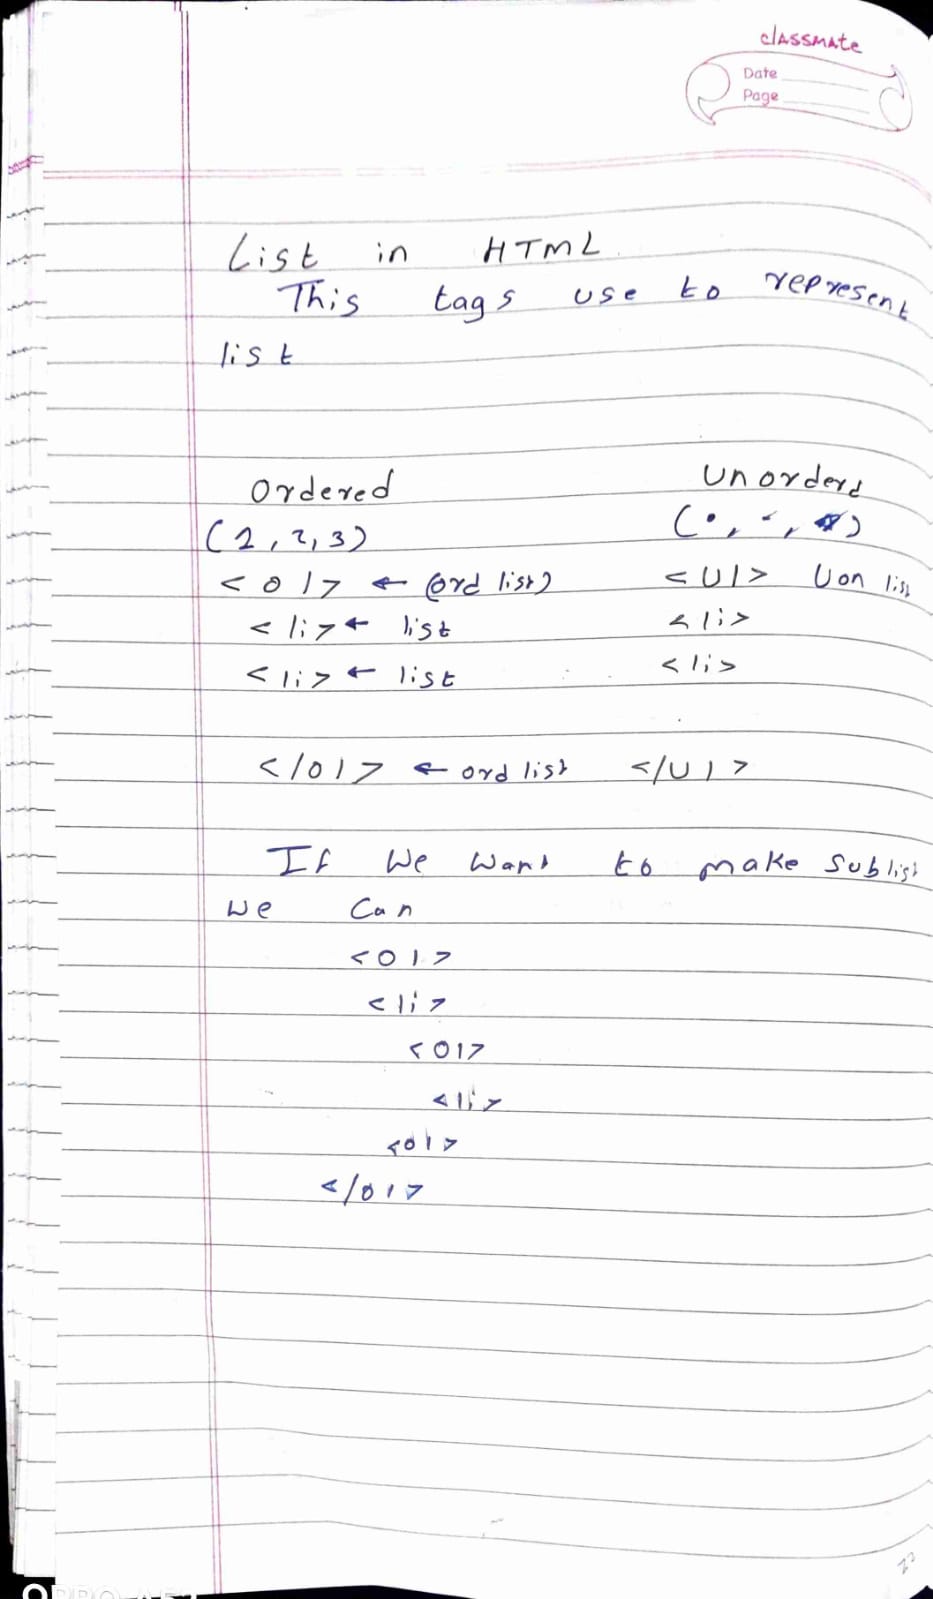 classmate
Date
Page
List in HTML
This tags use to represent
list
Ordered Unorderd
(1, 2, 3) (•, -, )
<ol> ← (ord list) <Ul> Uon list
<li> ← list <li>
<li> ← list <li>
</ol> ← ord list </Ul>
If We Want to make Sublist
We Can
<ol>
<li>
<ol>
<li>
<ol>
</ol>